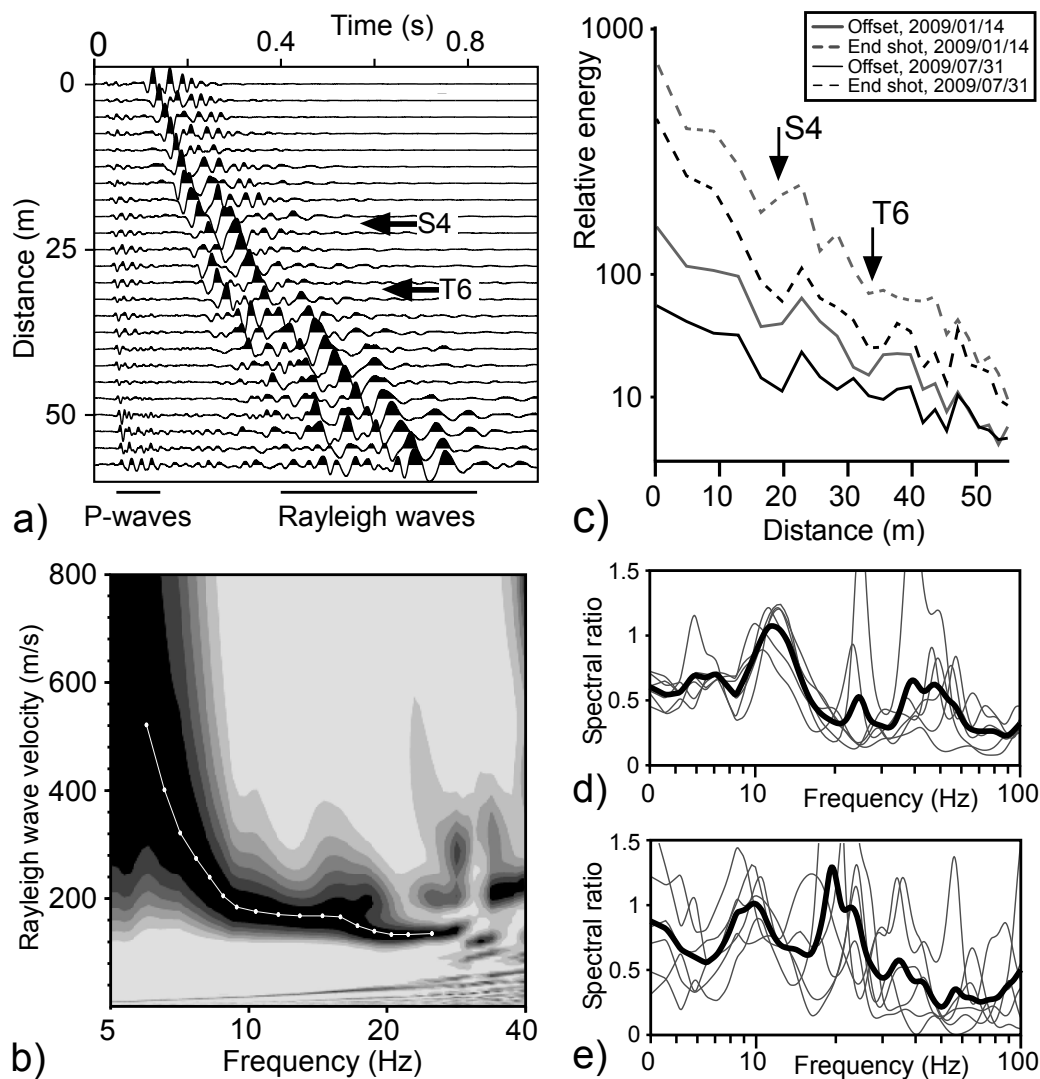 Time (s)
0 0.4 0.8
Distance (m)
0
25
50
S4
T6
P-waves
Rayleigh waves
a)
Offset, 2009/01/14
End shot, 2009/01/14
Offset, 2009/07/31
End shot, 2009/07/31
Relative energy
1000
100
10
S4
T6
0 10 20 30 40 50
Distance (m)
c)
Rayleigh wave velocity (m/s)
800
600
400
200
5 10 20 40
Frequency (Hz)
b)
Spectral ratio
1.5
1
0.5
0
0 10 100
Frequency (Hz)
d)
Spectral ratio
1.5
1
0.5
0
0 10 100
Frequency (Hz)
e)